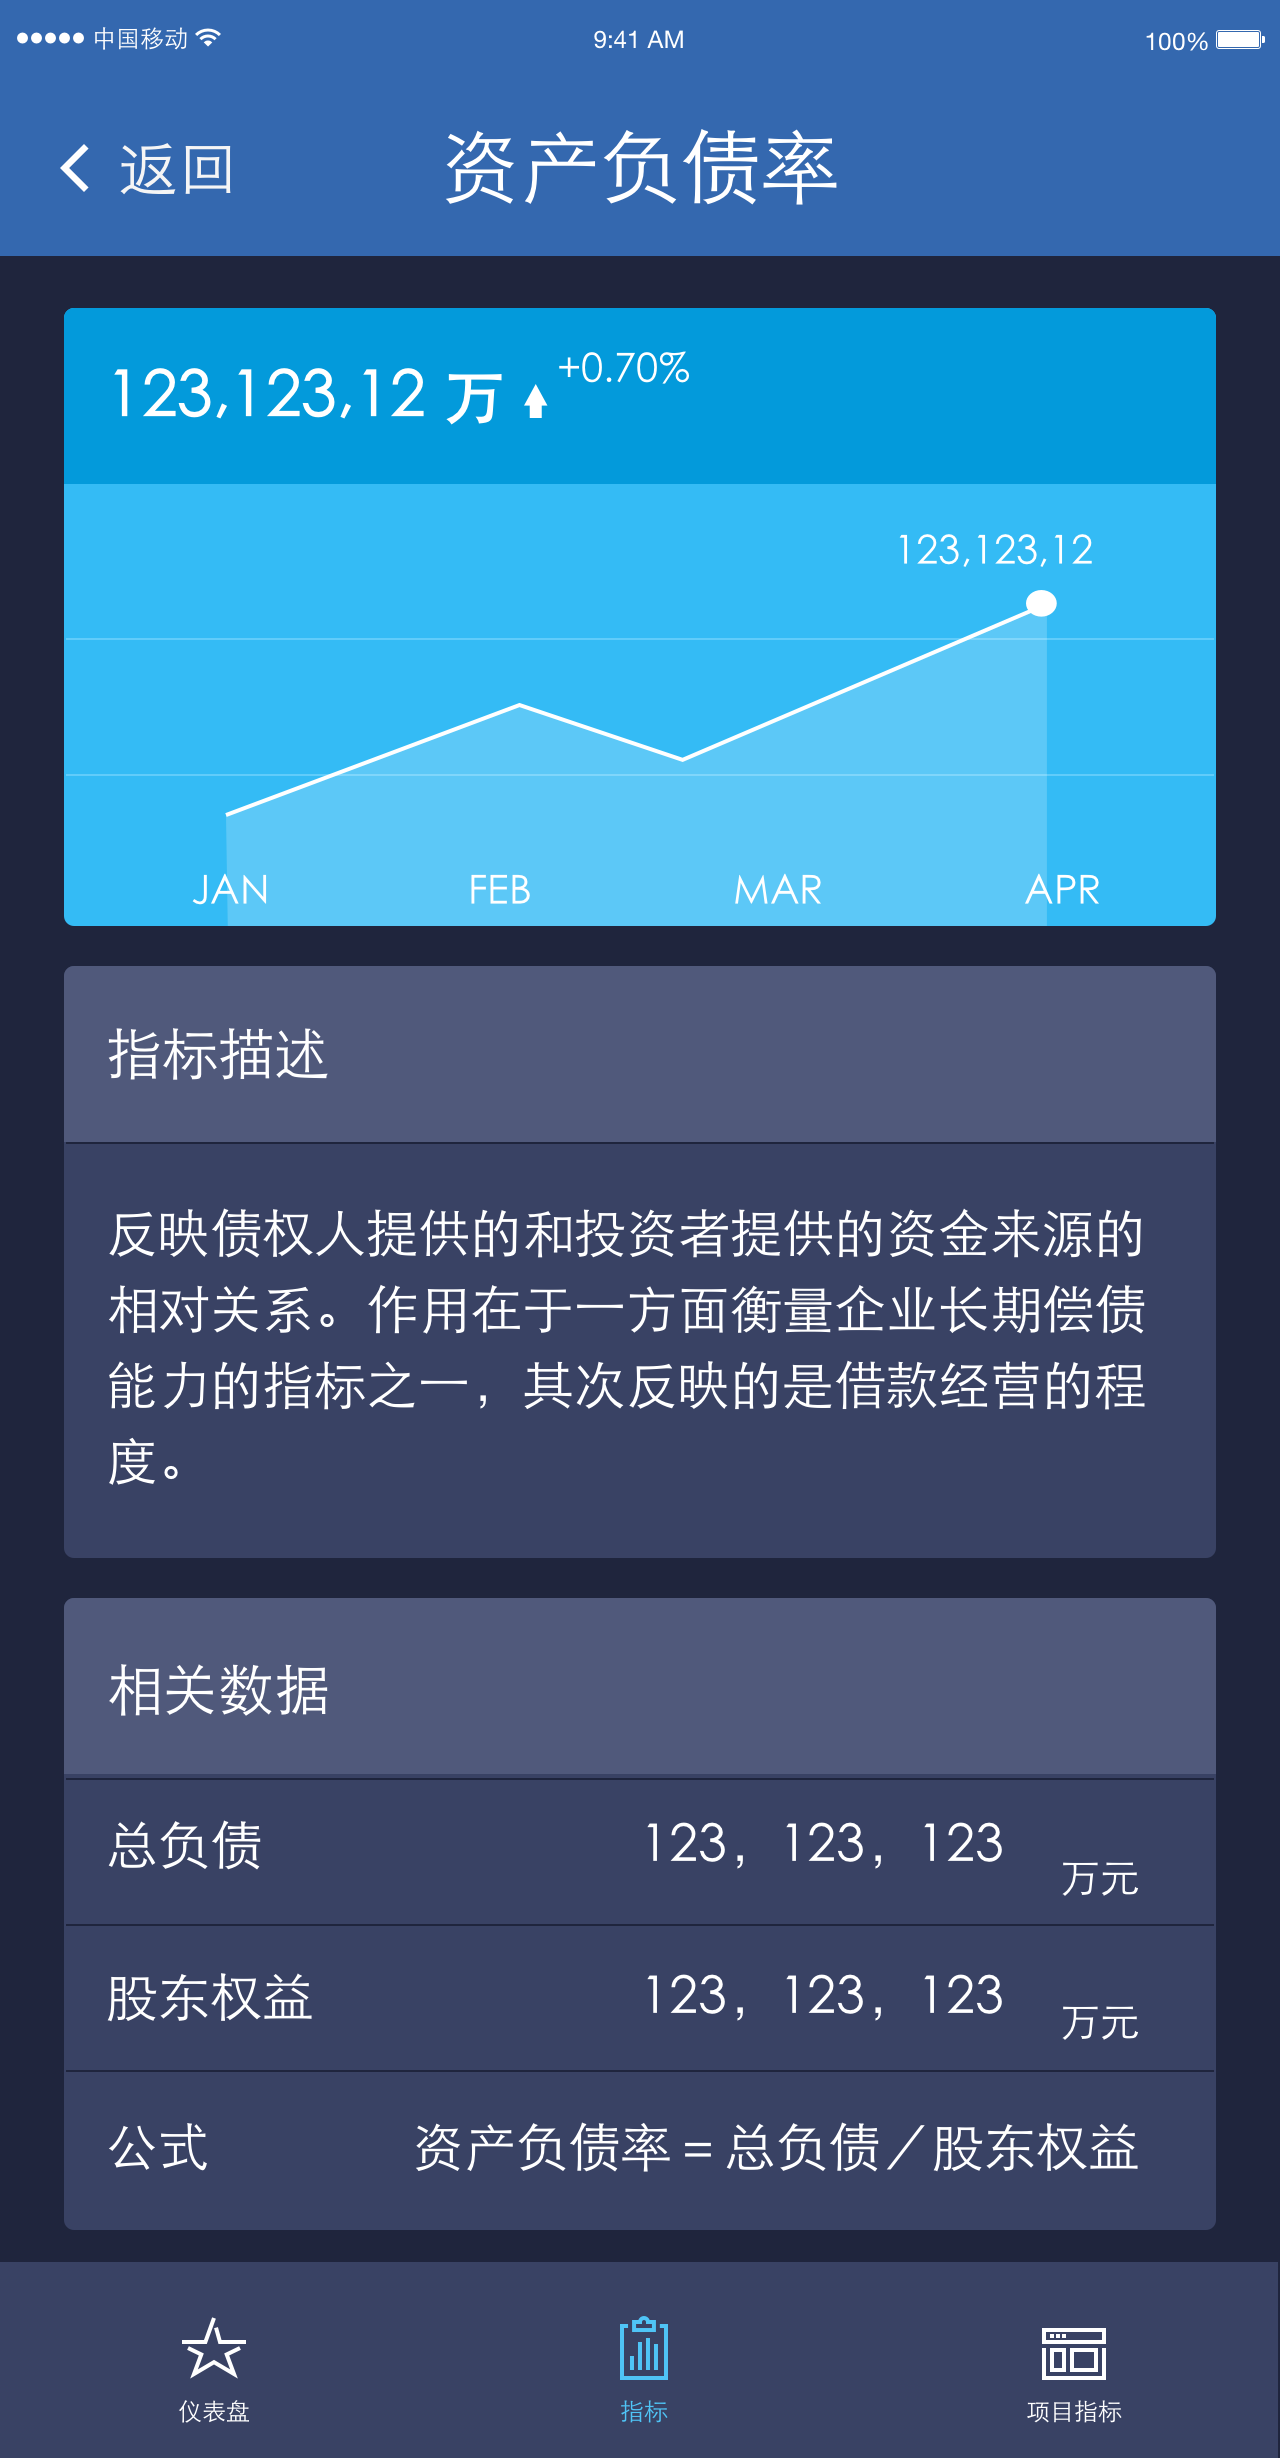 中国移动 9:41 AM 100%
返回 资产负债率
123,123,12 万 +0.70%
123,123,12
JAN FEB MAR APR
指标描述
反映债权人提供的和投资者提供的资金来源的
相对关系。作用在于一方面衡量企业长期偿债
能力的指标之一，其次反映的是借款经营的程
度。
相关数据
总负债 123，123，123 万元
股东权益 123，123，123 万元
公式 资产负债率＝总负债／股东权益
仪表盘 指标 项目指标